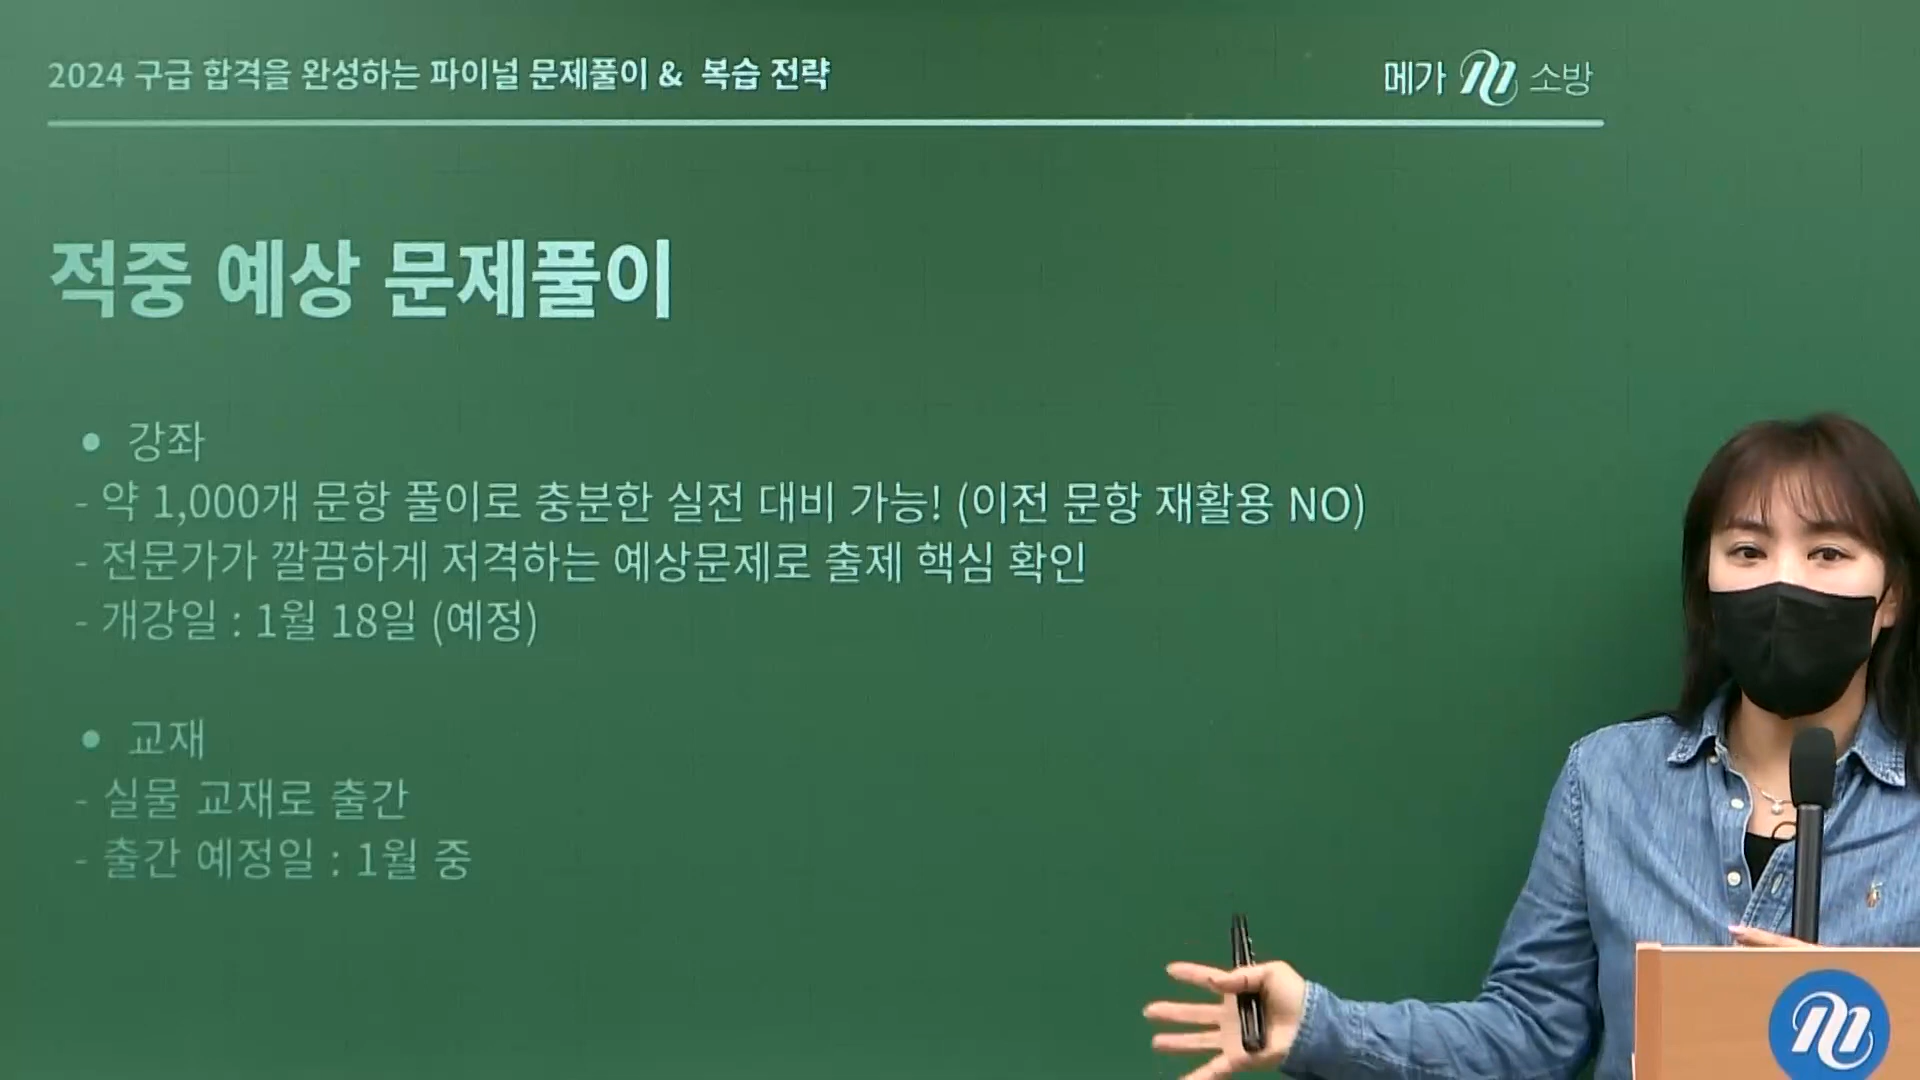 2024 구급 합격을 완성하는 파이널 문제풀이 & 복습 전략
메가 M 소방
적중 예상 문제풀이
• 강좌
- 약 1,000개 문항 풀이로 충분한 실전 대비 가능! (이전 문항 재활용 NO)
- 전문가가 깔끔하게 저격하는 예상문제로 출제 핵심 확인
- 개강일 : 1월 18일 (예정)
• 교재
- 실물 교재로 출간
- 출간 예정일 : 1월 중
M